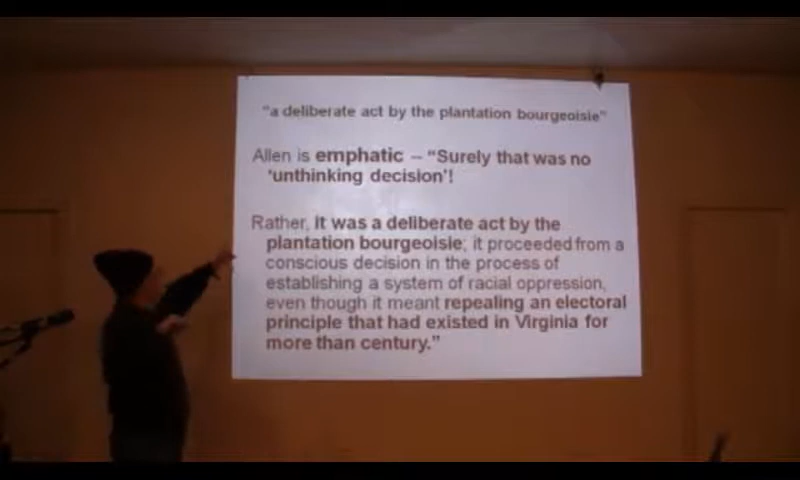 "a deliberate act by the plantation bourgeoisie"
Allen is emphatic – "Surely that was no
'unthinking decision'!
Rather, it was a deliberate act by the
plantation bourgeoisie; it proceeded from a
conscious decision in the process of
establishing a system of racial oppression,
even though it meant repealing an electoral
principle that had existed in Virginia for
more than century."